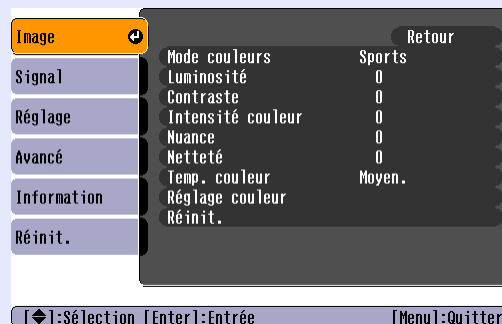 Image
Signal
Réglage
Avancé
Information
Réinit.
Retour
Mode couleurs Sports
Luminosité 0
Contraste 0
Intensité couleur 0
Nuance 0
Netteté 0
Temp. couleur Moyen.
Réglage couleur
Réinit.
[◆]:Sélection [Enter]:Entrée [Menu]:Quitter